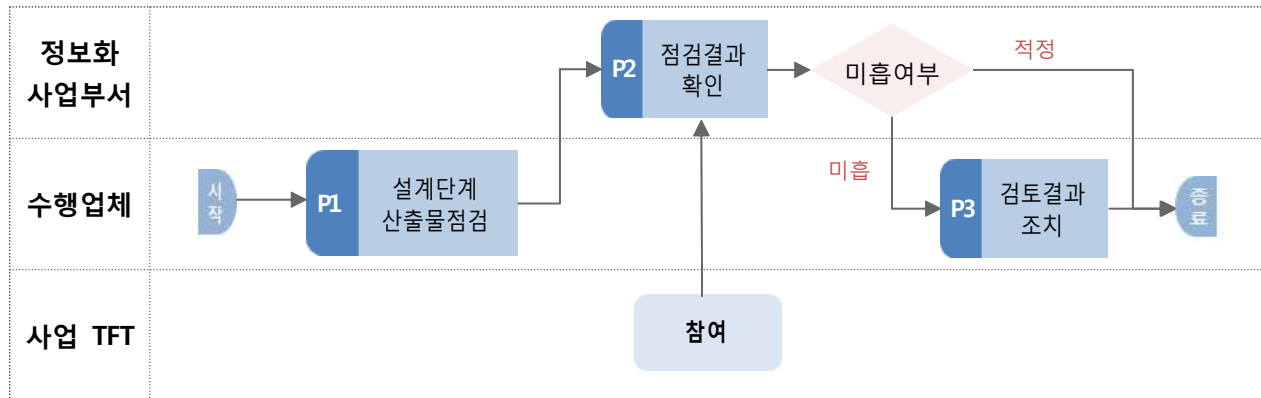 정보화
사업부서
P2
점검결과
확인
미흡여부
적정
수행업체
시
작
P1
설계단계
산출물점검
미흡
P3
검토결과
조치
종
료
사업 TFT
참여